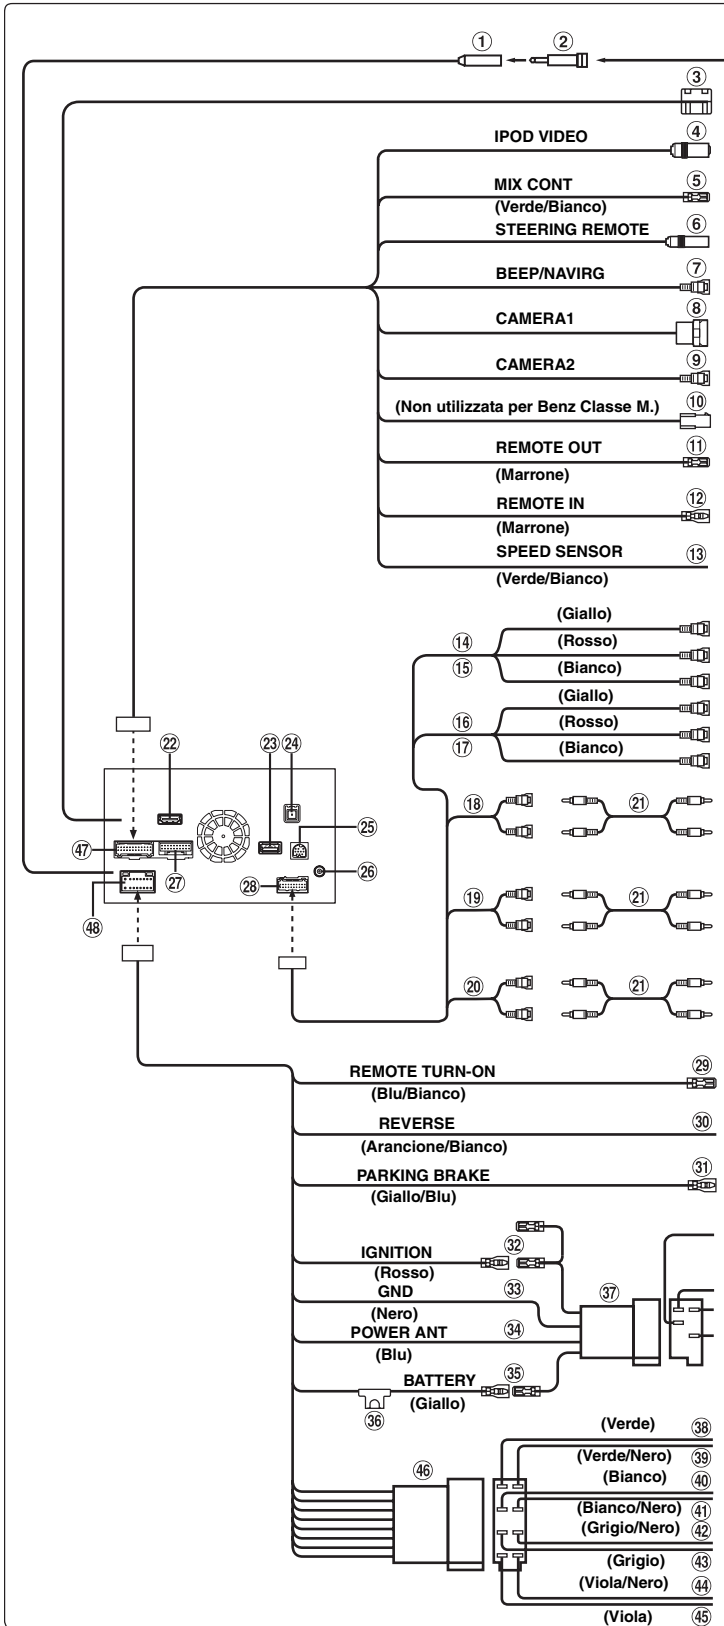 ① ②
③
IPOD VIDEO ④
MIX CONT ⑤
(Verde/Bianco)
STEERING REMOTE ⑥
BEEP/NAVIRG ⑦
CAMERA1 ⑧
CAMERA2 ⑨
(Non utilizzata per Benz Classe M.) ⑩
REMOTE OUT ⑪
(Marrone)
REMOTE IN ⑫
(Marrone)
SPEED SENSOR ⑬
(Verde/Bianco)
(Giallo)
⑭ (Rosso)
⑮ (Bianco)
(Giallo)
⑯ (Rosso)
⑰ (Bianco)
㉒ ㉓ ㉔
⑱ ㉑
㊼ ㉗ ㉕
㉖
㊽ ㉘
⑲ ㉑
⑳ ㉑
REMOTE TURN-ON ㉙
(Blu/Bianco)
REVERSE ㉚
(Arancione/Bianco)
PARKING BRAKE ㉛
(Giallo/Blu)
IGNITION ㉜
(Rosso)
GND ㉝ ㊲
(Nero)
POWER ANT ㉞
(Blu)
BATTERY ㉟
(Giallo)
㊱
(Verde) ㊳
(Verde/Nero) ㊴
㊻ (Bianco) ㊵
(Bianco/Nero) ㊶
(Grigio/Nero) ㊷
(Grigio) ㊸
(Viola/Nero) ㊹
(Viola) ㊺